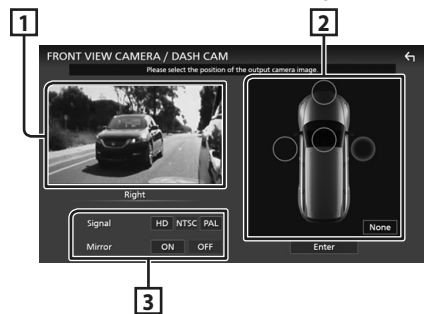 1
2
FRONT VIEW CAMERA / DASH CAM
Please select the position of the output camera image.
Right
Signal HD NTSC PAL
Mirror ON OFF
None
Enter
3